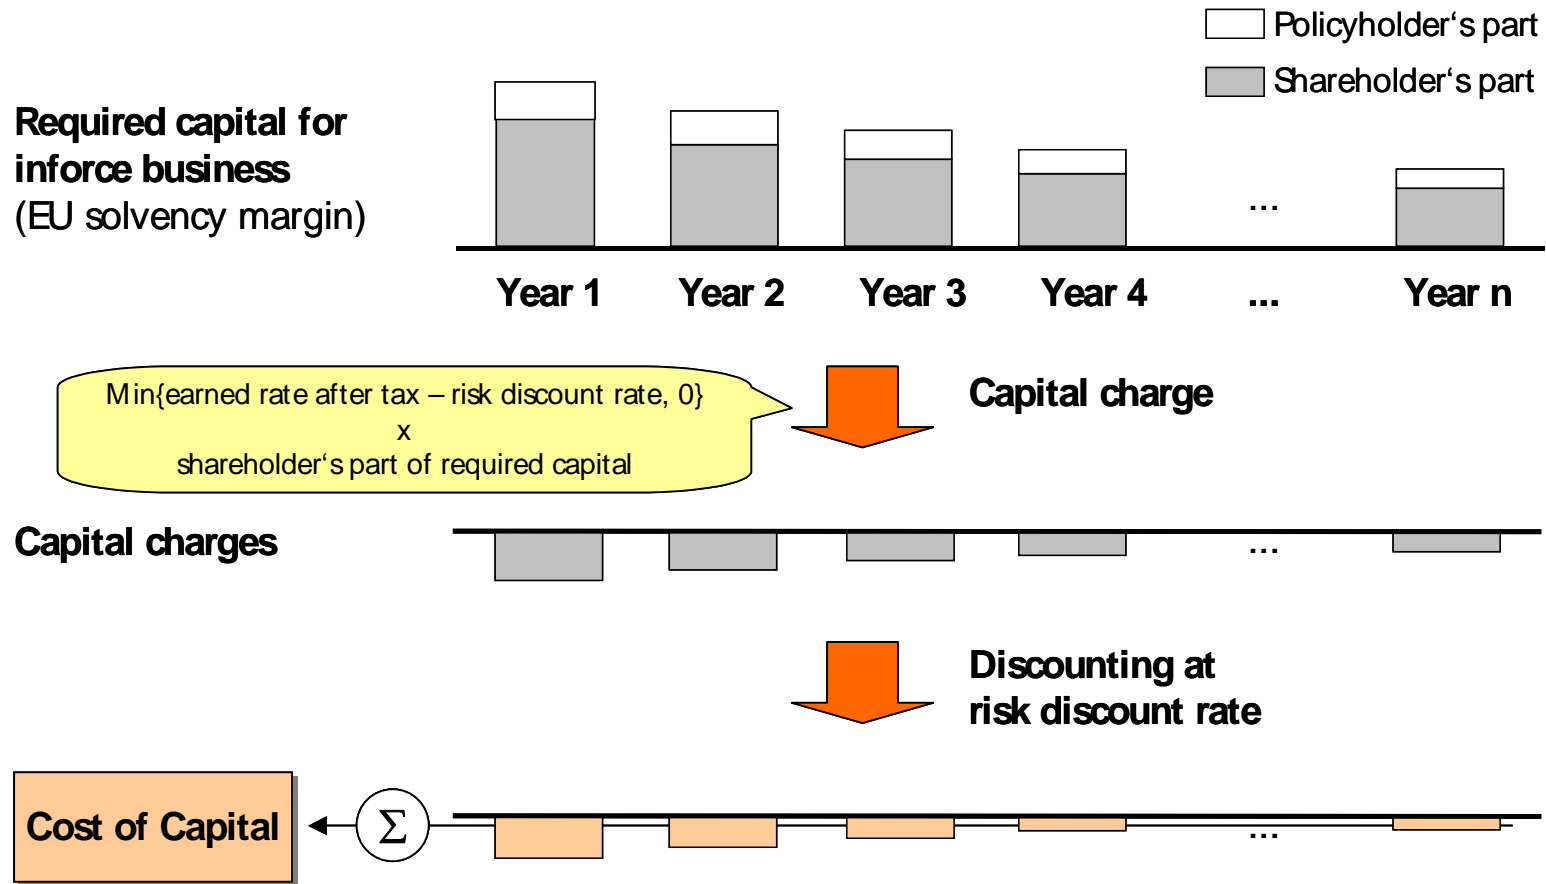 Policyholder‘s part
Shareholder‘s part
Required capital for
inforce business
(EU solvency margin)
...
Year 1 Year 2 Year 3 Year 4 ... Year n
Min{earned rate after tax – risk discount rate, 0}
x
shareholder‘s part of required capital
Capital charge
Capital charges
...
Discounting at
risk discount rate
Cost of Capital
Σ
...